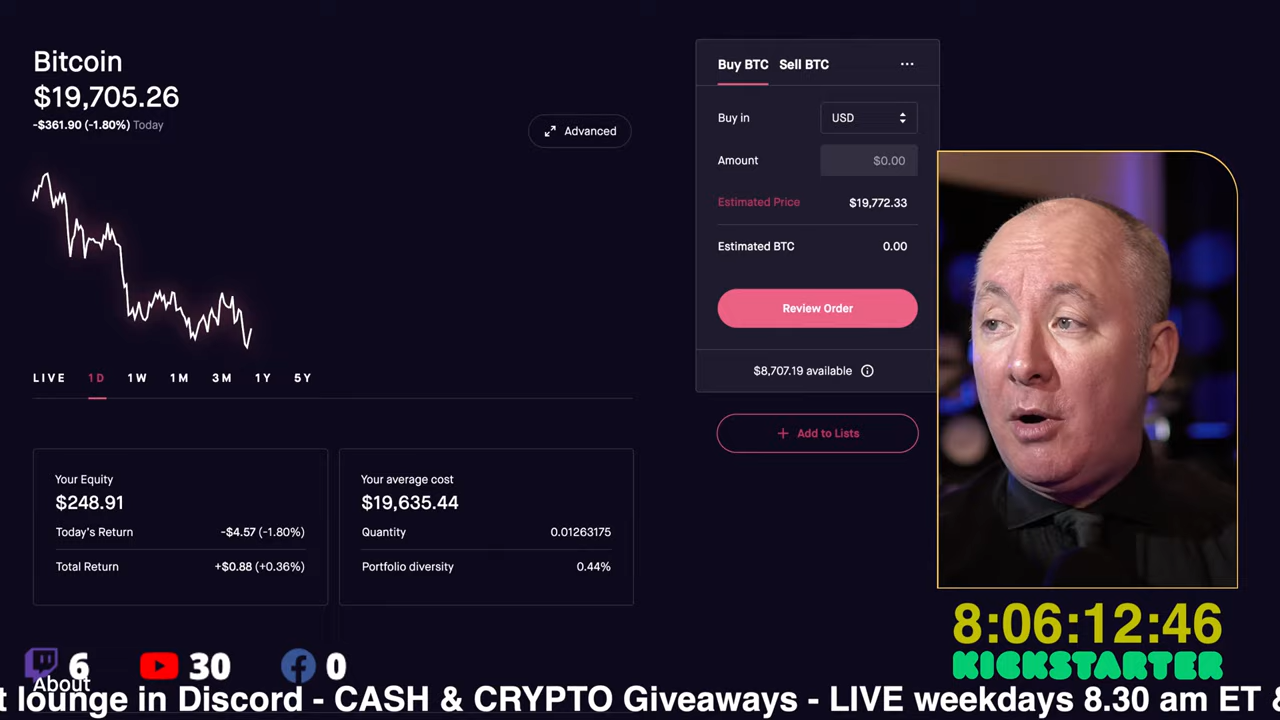 Bitcoin
$19,705.26
-$361.90 (-1.80%) Today
Advanced
LIVE 1D 1W 1M 3M 1Y 5Y
Your Equity
$248.91
Today's Return -$4.57 (-1.80%)
Total Return +$0.88 (+0.36%)
Your average cost
$19,635.44
Quantity 0.01263175
Portfolio diversity 0.44%
Buy BTC Sell BTC
Buy in USD
Amount $0.00
Estimated Price $19,772.33
Estimated BTC 0.00
Review Order
$8,707.19 available
+ Add to Lists
8:06:12:46
KICKSTARTER
6 30 0
About
t lounge in Discord - CASH & CRYPTO Giveaways - LIVE weekdays 8.30 am ET &